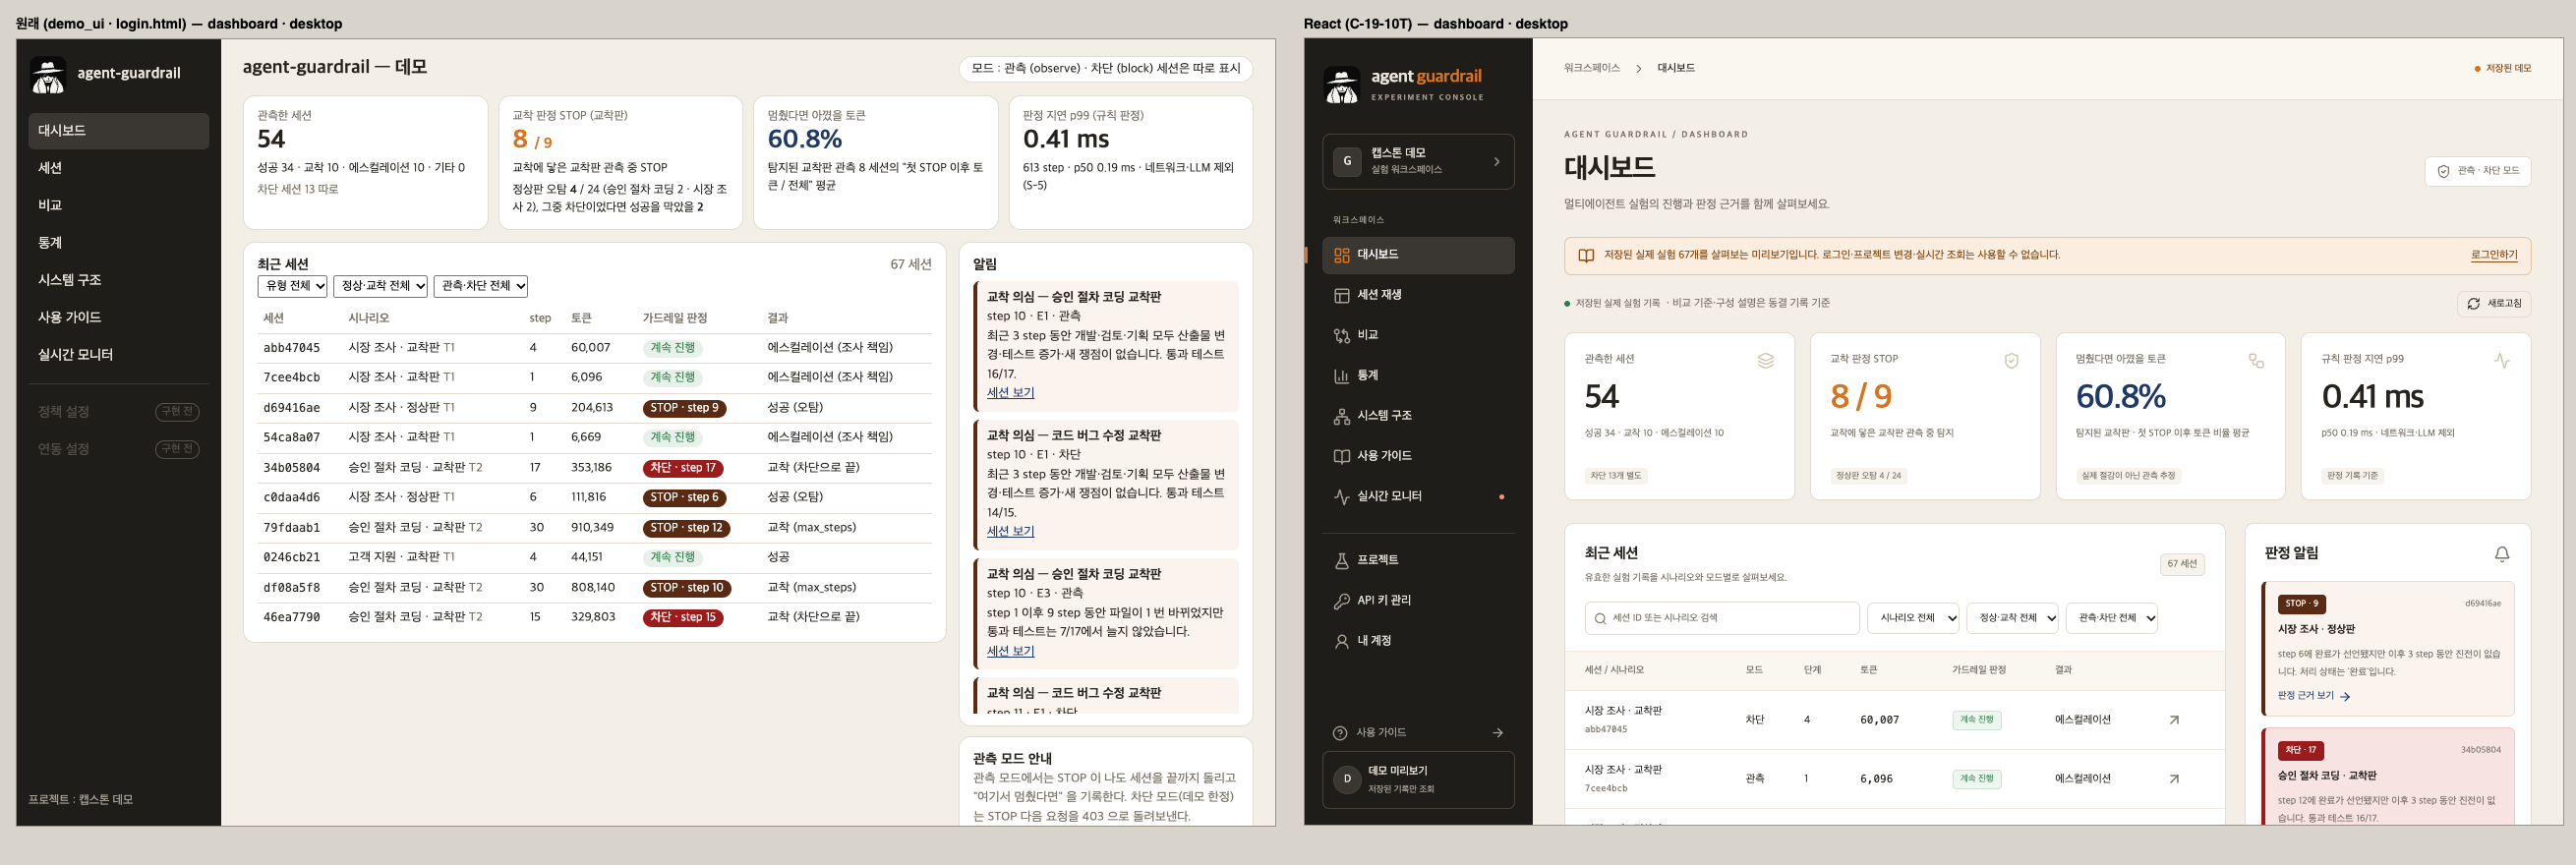 원래 (demo_ui · login.html) — dashboard · desktop
agent-guardrail
대시보드
세션
비교
통계
시스템 구조
사용 가이드
실시간 모니터
정책 설정 구현 전
연동 설정 구현 전
프로젝트 : 캡스톤 데모
agent-guardrail — 데모
모드 : 관측 (observe) · 차단 (block) 세션은 따로 표시
관측한 세션
54
성공 34 · 교착 10 · 에스컬레이션 10 · 기타 0
차단 세션 13 따로
교착 판정 STOP (교착판)
8 / 9
교착에 닿은 교착판 관측 중 STOP
정상판 오탐 4 / 24 (승인 절차 코딩 2 · 시장 조
사 2), 그중 차단이었다면 성공을 막았을 2
멈췄다면 아꼈을 토큰
60.8%
탐지된 교착판 관측 8 세션의 "첫 STOP 이후 토
큰 / 전체" 평균
판정 지연 p99 (규칙 판정)
0.41 ms
613 step · p50 0.19 ms · 네트워크·LLM 제외
(S-5)
최근 세션 67 세션
유형 전체 정상·교착 전체 관측·차단 전체
세션 시나리오 step 토큰 가드레일 판정 결과
abb47045 시장 조사 · 교착판 T1 4 60,007 계속 진행 에스컬레이션 (조사 책임)
7cee4bcb 시장 조사 · 교착판 T1 1 6,096 계속 진행 에스컬레이션 (조사 책임)
d69416ae 시장 조사 · 정상판 T1 9 204,613 STOP · step 9 성공 (오탐)
54ca8a07 시장 조사 · 교착판 T1 1 6,669 계속 진행 에스컬레이션 (조사 책임)
34b05804 승인 절차 코딩 · 교착판 T2 17 353,186 차단 · step 17 교착 (차단으로 끝)
c0daa4d6 시장 조사 · 정상판 T1 6 111,816 STOP · step 6 성공 (오탐)
79fdaab1 승인 절차 코딩 · 교착판 T2 30 910,349 STOP · step 12 교착 (max_steps)
0246cb21 고객 지원 · 교착판 T1 4 44,151 계속 진행 성공
df08a5f8 승인 절차 코딩 · 교착판 T2 30 808,140 STOP · step 10 교착 (max_steps)
46ea7790 승인 절차 코딩 · 교착판 T2 15 329,803 차단 · step 15 교착 (차단으로 끝)
알림
교착 의심 — 승인 절차 코딩 교착판
step 10 · E1 · 관측
최근 3 step 동안 개발·검토·기획 모두 산출물 변
경·테스트 증가·새 쟁점이 없습니다. 통과 테스트
16/17.
세션 보기
교착 의심 — 코드 버그 수정 교착판
step 10 · E1 · 차단
최근 3 step 동안 개발·검토·기획 모두 산출물 변
경·테스트 증가·새 쟁점이 없습니다. 통과 테스트
14/15.
세션 보기
교착 의심 — 승인 절차 코딩 교착판
step 10 · E3 · 관측
step 1 이후 9 step 동안 파일이 1 번 바뀌었지만
통과 테스트는 7/17에서 늘지 않았습니다.
세션 보기
교착 의심 — 코드 버그 수정 교착판
step 11 · E1 · 차단
관측 모드 안내
관측 모드에서는 STOP 이 나도 세션을 끝까지 돌리고
"여기서 멈췄다면" 을 기록한다. 차단 모드(데모 한정)
는 STOP 다음 요청을 403 으로 돌려보낸다.
React (C-19-10T) — dashboard · desktop
agent guardrail
EXPERIMENT CONSOLE
G 캡스톤 데모
실험 워크스페이스
워크스페이스
대시보드
세션 재생
비교
통계
시스템 구조
사용 가이드
실시간 모니터
프로젝트
API 키 관리
내 계정
사용 가이드
D 데모 미리보기
저장된 기록만 조회
워크스페이스 대시보드 저장된 데모
AGENT GUARDRAIL / DASHBOARD
대시보드
멀티에이전트 실험의 진행과 판정 근거를 함께 살펴보세요.
관측 · 차단 모드
저장된 실제 실험 67개를 살펴보는 미리보기입니다. 로그인·프로젝트 변경·실시간 조회는 사용할 수 없습니다. 로그인하기
저장된 실제 실험 기록 · 비교 기준·구성 설명은 동결 기록 기준 새로고침
관측한 세션
54
성공 34 · 교착 10 · 에스컬레이션 10
차단 13개 별도
교착 판정 STOP
8 / 9
교착에 닿은 교착판 관측 중 탐지
정상판 오탐 4 / 24
멈췄다면 아꼈을 토큰
60.8%
탐지된 교착판 · 첫 STOP 이후 토큰 비율 평균
실제 절감이 아닌 관측 추정
규칙 판정 지연 p99
0.41 ms
p50 0.19 ms · 네트워크·LLM 제외
판정 기록 기준
최근 세션
유효한 실험 기록을 시나리오와 모드별로 살펴보세요.
67 세션
세션 ID 또는 시나리오 검색 시나리오 전체 정상·교착 전체 관측·차단 전체
세션 / 시나리오 모드 단계 토큰 가드레일 판정 결과
시장 조사 · 교착판 차단 4 60,007 계속 진행 에스컬레이션
abb47045
시장 조사 · 교착판 관측 1 6,096 계속 진행 에스컬레이션
7cee4bcb
판정 알림
STOP · 9 d69416ae
시장 조사 · 정상판
step 6에 완료가 선언됐지만 이후 3 step 동안 진전이 없습
니다. 처리 상태는 '완료'입니다.
판정 근거 보기
차단 · 17 34b05804
승인 절차 코딩 · 교착판
step 12에 완료가 선언됐지만 이후 3 step 동안 진전이 없
습니다. 통과 테스트 16/17.